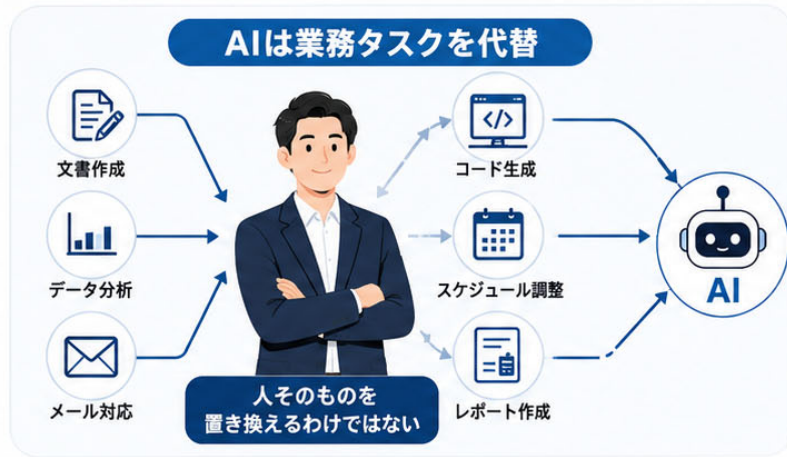 AIは業務タスクを代替
文書作成
データ分析
メール対応
人そのものを
置き換えるわけではない
コード生成
スケジュール調整
レポート作成
AI